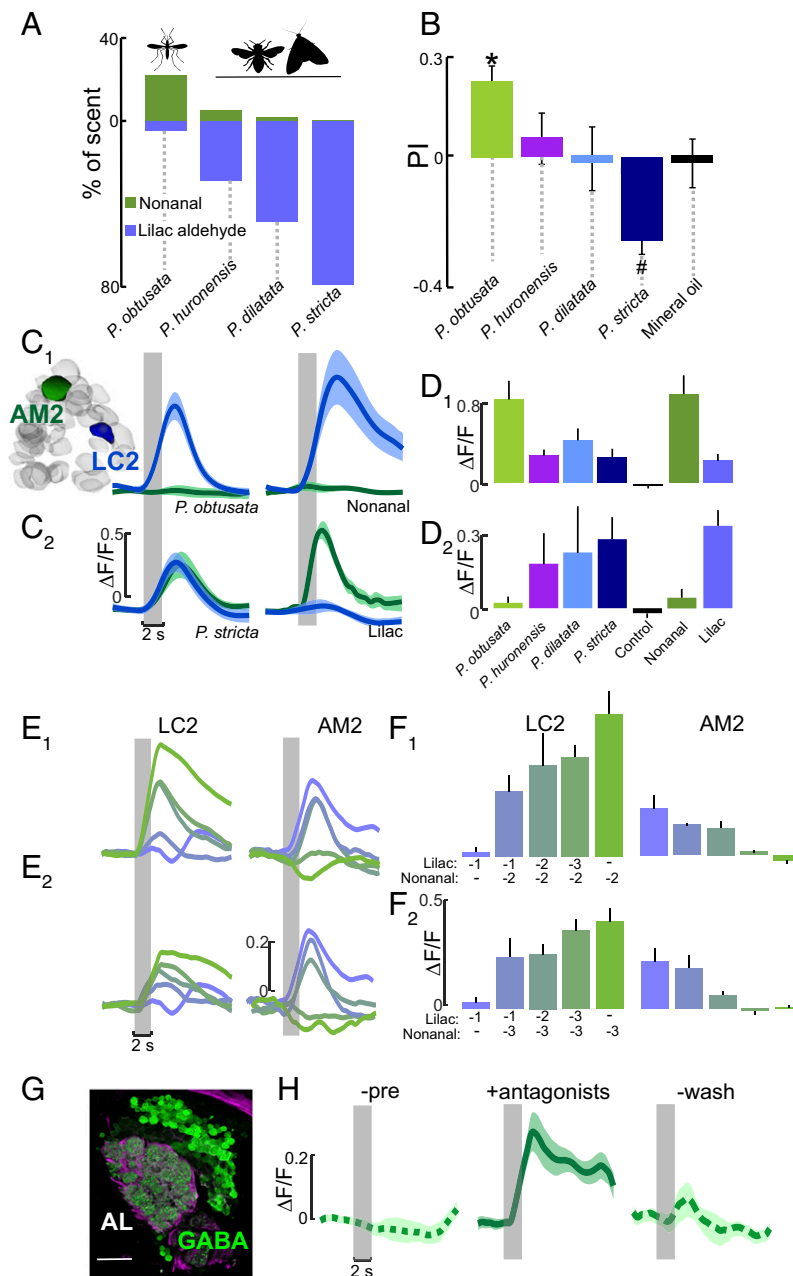 A
40
0
80
% of scent
Nonanal
Lilac aldehyde
P. obtusata
P. huronensis
P. dilatata
P. stricta
B
0.3
0
-0.4
PI
*
#
P. obtusata
P. huronensis
P. dilatata
P. stricta
Mineral oil
C1
AM2
LC2
P. obtusata
Nonanal
C2
0.5
0
ΔF/F
2 s
P. stricta
Lilac
D1
0.8
0
ΔF/F
D2
0.3
0
ΔF/F
P. obtusata
P. huronensis
P. dilatata
P. stricta
Control
Nonanal
Lilac
E1
LC2
AM2
E2
0.2
0
2 s
F1
LC2
AM2
Lilac: -1 -1 -2 -3 -
Nonanal: - -2 -2 -2 -2
F2
0.5
0
ΔF/F
Lilac: -1 -1 -2 -3 -
Nonanal: - -3 -3 -3 -3
G
AL
GABA
H
-pre
+antagonists
-wash
0.2
0
ΔF/F
2 s